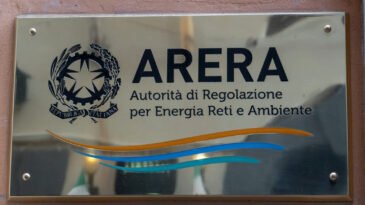 ARERA
Autorità di Regolazione
per Energia Reti e Ambiente